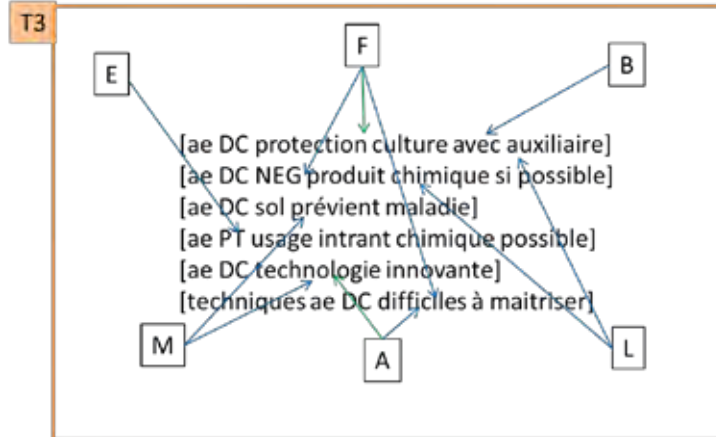 T3
F
E
B
[ae DC protection culture avec auxiliaire]
[ae DC NEG produit chimique si possible]
[ae DC sol prévient maladie]
[ae PT usage intrant chimique possible]
[ae DC technologie innovante]
[techniques ae DC difficiles à maitriser]
M
A
L